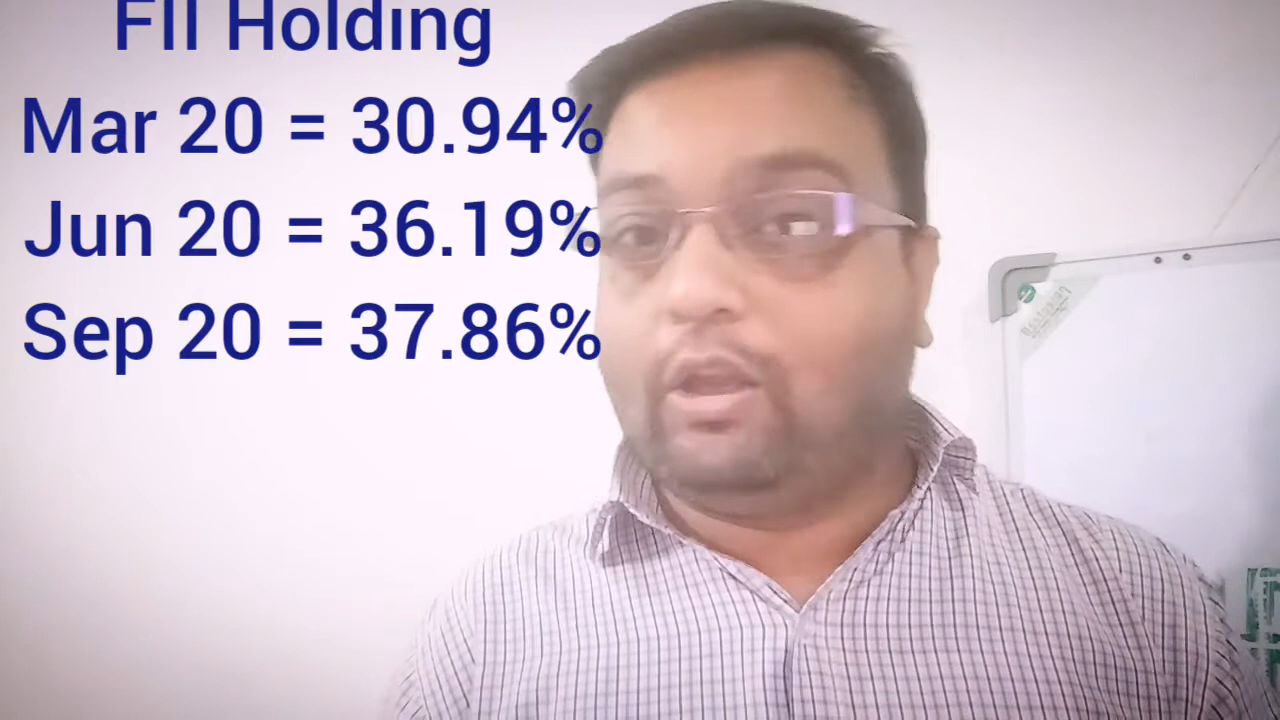 FII Holding
Mar 20 = 30.94%
Jun 20 = 36.19%
Sep 20 = 37.86%